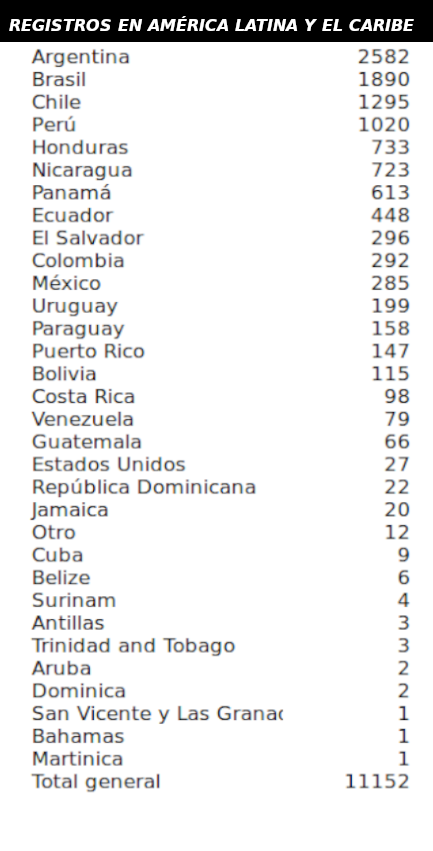 REGISTROS EN AMÉRICA LATINA Y EL CARIBE
Argentina 2582
Brasil 1890
Chile 1295
Perú 1020
Honduras 733
Nicaragua 723
Panamá 613
Ecuador 448
El Salvador 296
Colombia 292
México 285
Uruguay 199
Paraguay 158
Puerto Rico 147
Bolivia 115
Costa Rica 98
Venezuela 79
Guatemala 66
Estados Unidos 27
República Dominicana 22
Jamaica 20
Otro 12
Cuba 9
Belize 6
Surinam 4
Antillas 3
Trinidad and Tobago 3
Aruba 2
Dominica 2
San Vicente y Las Granad 1
Bahamas 1
Martinica 1
Total general 11152